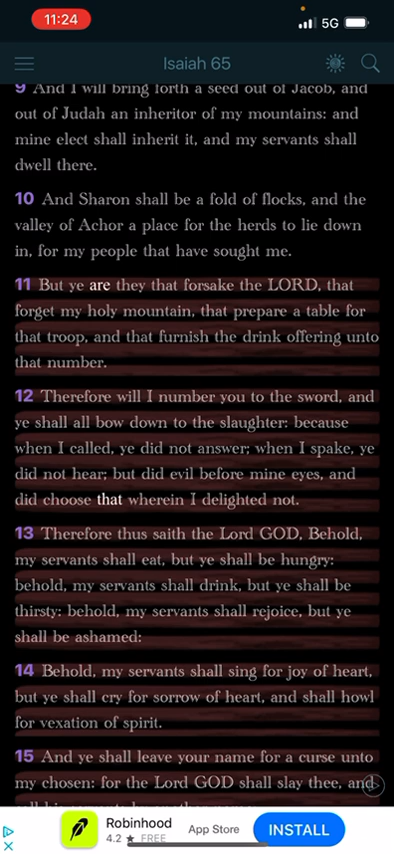 11:24
5G
Isaiah 65
9 And I will bring forth a seed out of Jacob, and
out of Judah an inheritor of my mountains: and
mine elect shall inherit it, and my servants shall
dwell there.
10 And Sharon shall be a fold of flocks, and the
valley of Achor a place for the herds to lie down
in, for my people that have sought me.
11 But ye are they that forsake the LORD, that
forget my holy mountain, that prepare a table for
that troop, and that furnish the drink offering unto
that number.
12 Therefore will I number you to the sword, and
ye shall all bow down to the slaughter: because
when I called, ye did not answer; when I spake, ye
did not hear; but did evil before mine eyes, and
did choose that wherein I delighted not.
13 Therefore thus saith the Lord GOD, Behold,
my servants shall eat, but ye shall be hungry:
behold, my servants shall drink, but ye shall be
thirsty: behold, my servants shall rejoice, but ye
shall be ashamed:
14 Behold, my servants shall sing for joy of heart,
but ye shall cry for sorrow of heart, and shall howl
for vexation of spirit.
15 And ye shall leave your name for a curse unto
my chosen: for the Lord GOD shall slay thee, and
Robinhood
4.2 ★ FREE
App Store
INSTALL